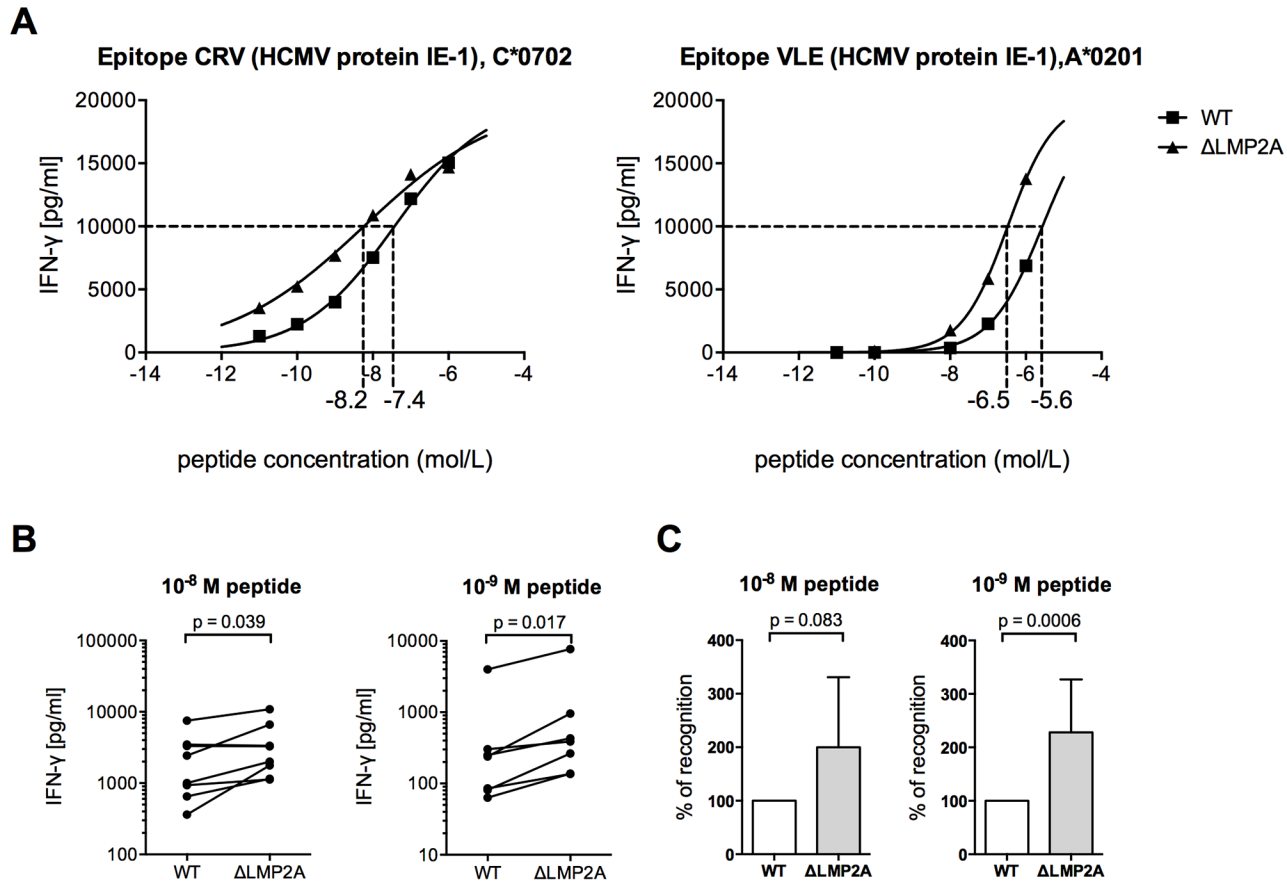 A
Epitope CRV (HCMV protein IE-1), C*0702
IFN-γ [pg/ml]
20000
15000
10000
5000
0
-14
-12
-10
-8
-6
-4
-8.2
-7.4
peptide concentration (mol/L)
Epitope VLE (HCMV protein IE-1),A*0201
IFN-γ [pg/ml]
20000
15000
10000
5000
0
-14
-12
-10
-8
-6
-4
-6.5
-5.6
peptide concentration (mol/L)
WT
ΔLMP2A
B
10⁻⁸ M peptide
p = 0.039
IFN-γ [pg/ml]
100000
10000
1000
100
WT
ΔLMP2A
10⁻⁹ M peptide
p = 0.017
IFN-γ [pg/ml]
10000
1000
100
10
WT
ΔLMP2A
C
10⁻⁸ M peptide
p = 0.083
% of recognition
400
300
200
100
0
WT
ΔLMP2A
10⁻⁹ M peptide
p = 0.0006
% of recognition
400
300
200
100
0
WT
ΔLMP2A